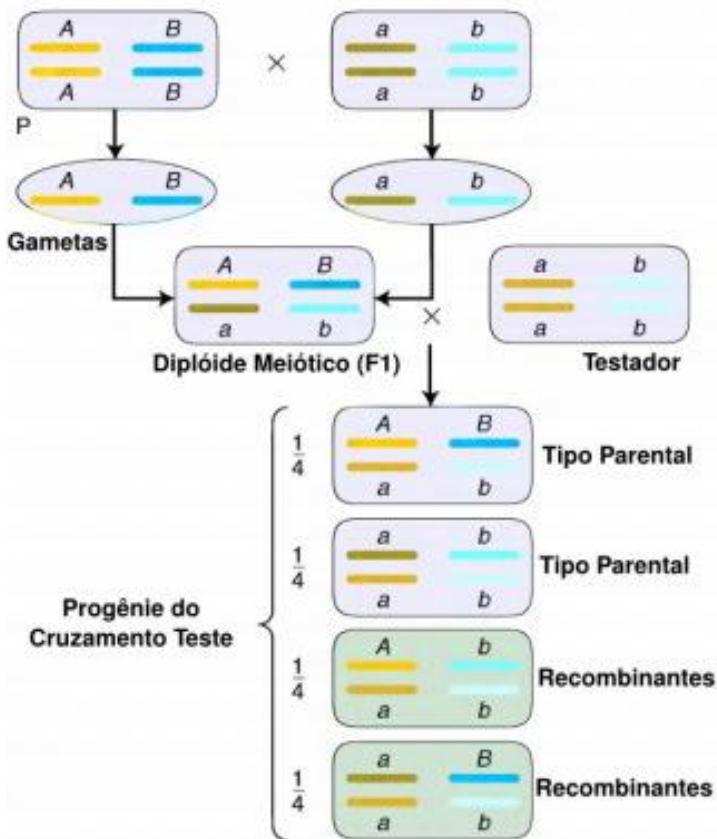 A B
a b
×
A B
a b
P
A B
a b
Gametas
A B
a b
×
a b
a b
Diplóide Meiótico (F1)
Testador
1/4
A B
a b
Tipo Parental
1/4
a b
a b
Tipo Parental
Progênie do
Cruzamento Teste
1/4
A b
a b
Recombinantes
1/4
a B
a b
Recombinantes